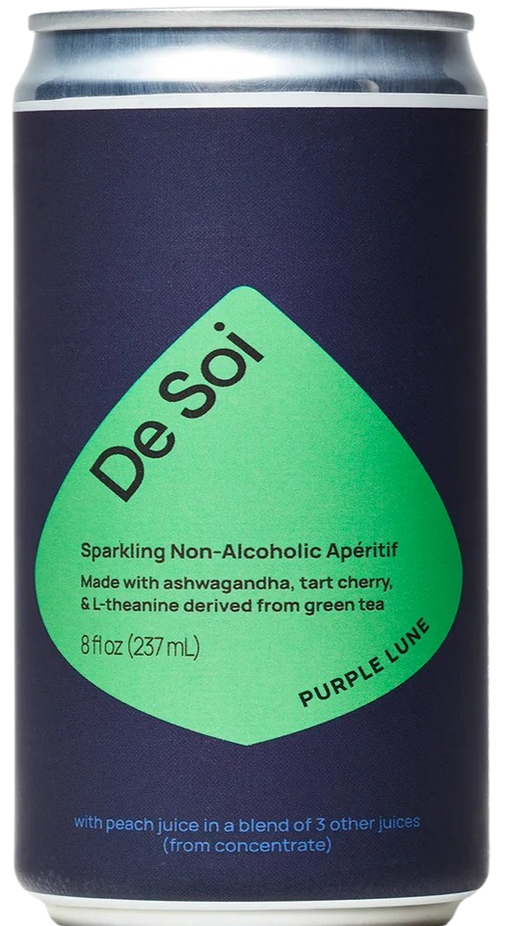 De Soi
Sparkling Non-Alcoholic Apéritif
Made with ashwagandha, tart cherry,
& L-theanine derived from green tea
8 fl oz (237 mL)
PURPLE LUNE
with peach juice in a blend of 3 other juices
(from concentrate)